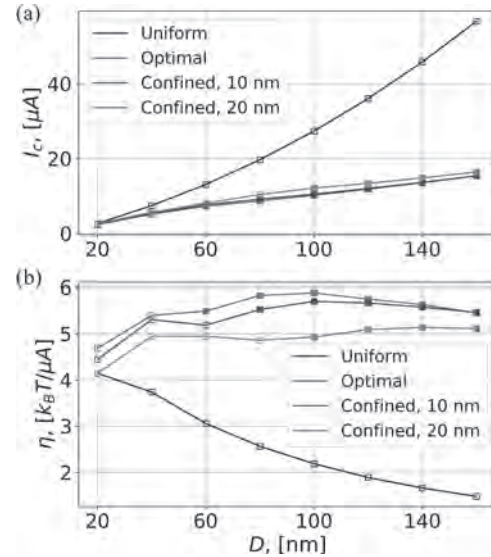 (a)
Uniform
Optimal
Confined, 10 nm
Confined, 20 nm
I_c, [μA]
40
20
0
20 60 100 140
(b)
6
5
4
3
2
η, [k_BT/μA]
Uniform
Optimal
Confined, 10 nm
Confined, 20 nm
20 60 100 140
D, [nm]